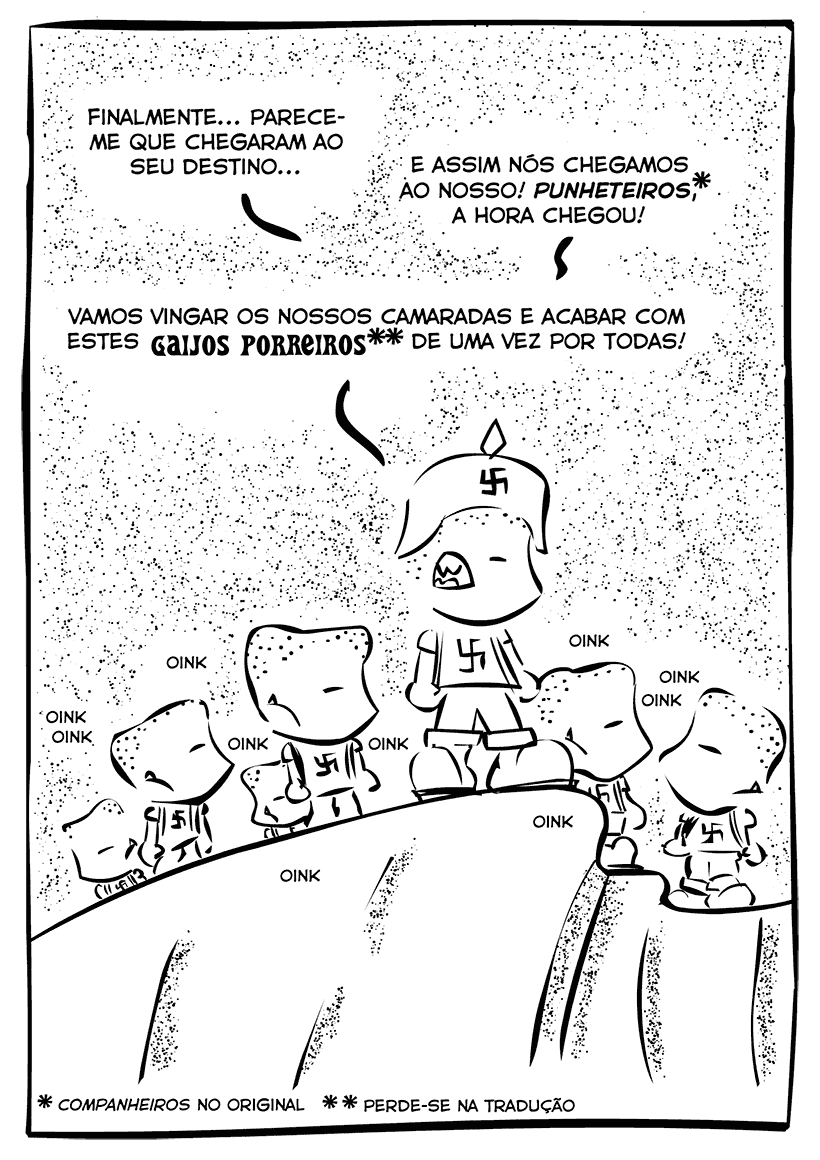 FINALMENTE... PARECE-
ME QUE CHEGARAM AO
SEU DESTINO...
E ASSIM NÓS CHEGAMOS
AO NOSSO! PUNHETEIROS,*
A HORA CHEGOU!
VAMOS VINGAR OS NOSSOS CAMARADAS E ACABAR COM
ESTES GAIJOS PORREIROS** DE UMA VEZ POR TODAS!
OINK
OINK
OINK
OINK
OINK
OINK
OINK
OINK
OINK
OINK
* COMPANHEIROS NO ORIGINAL ** PERDE-SE NA TRADUÇÃO